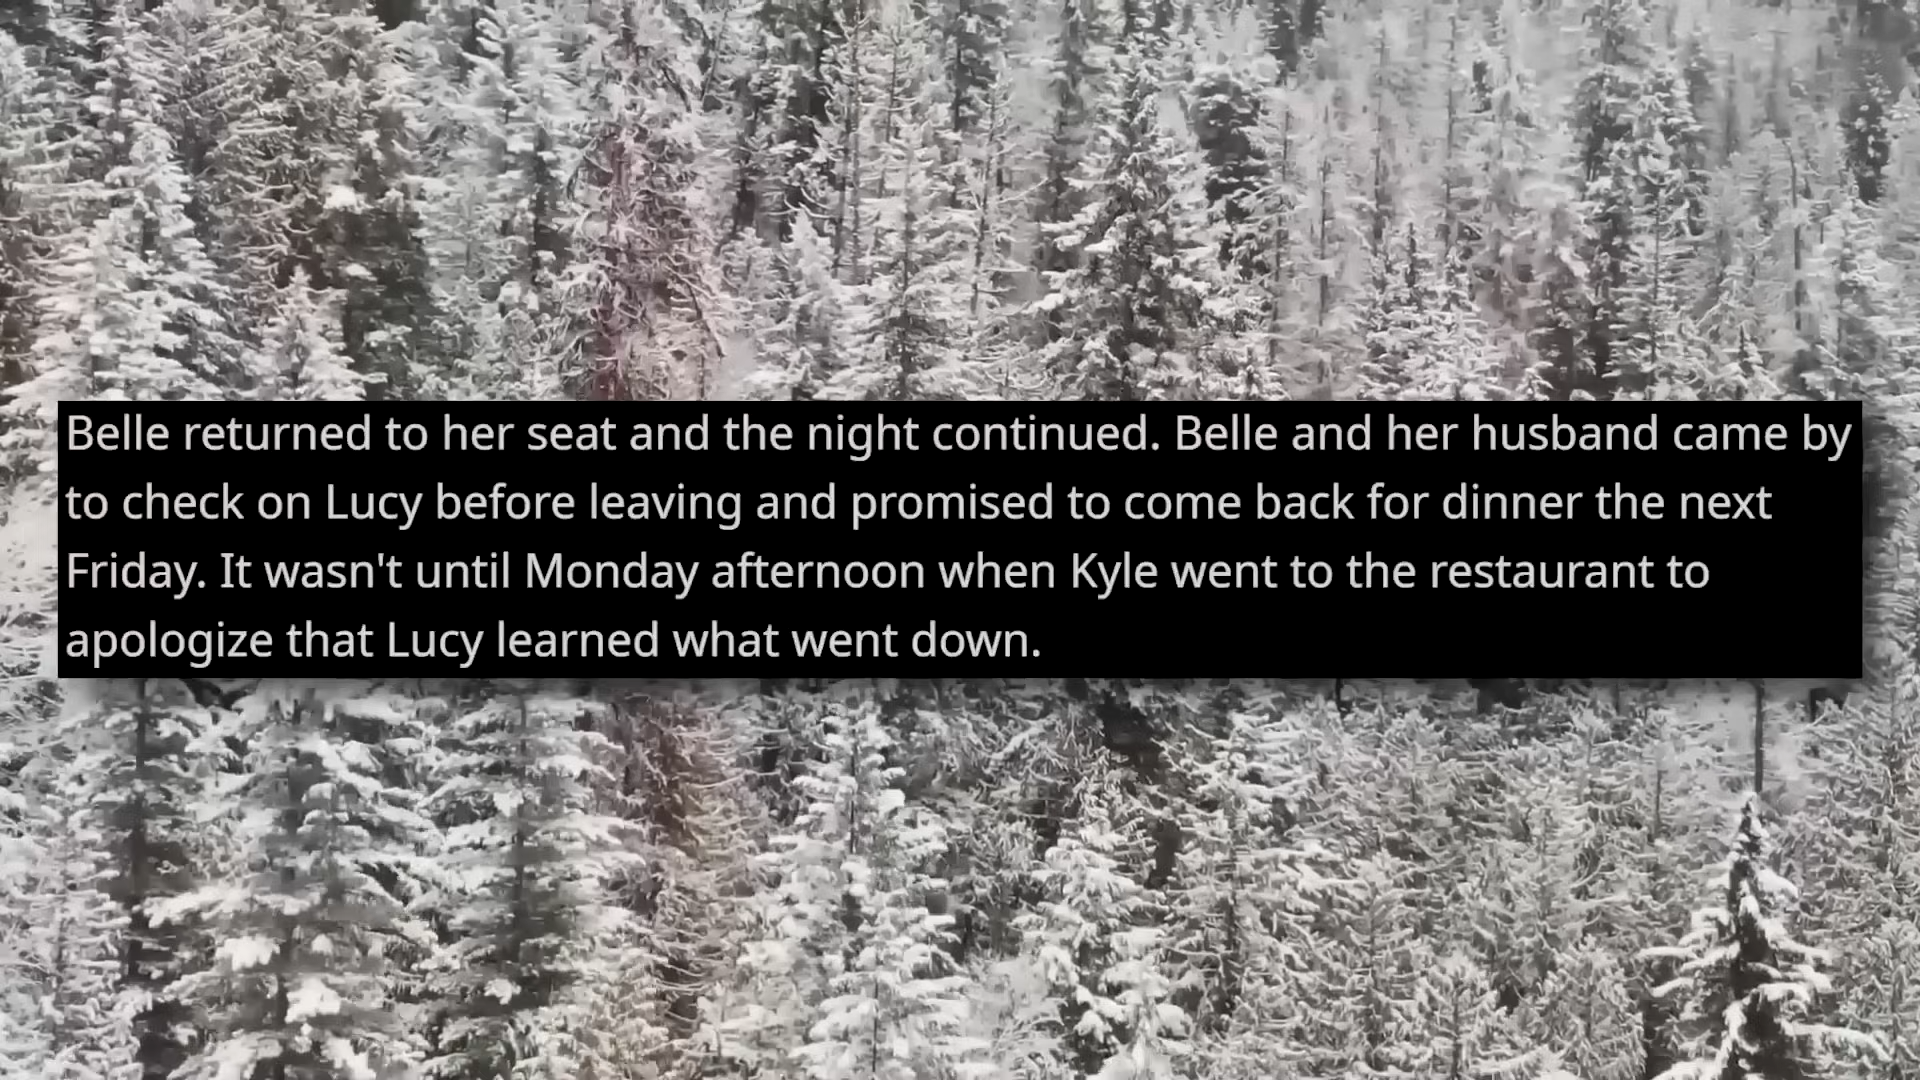 Belle returned to her seat and the night continued. Belle and her husband came by
to check on Lucy before leaving and promised to come back for dinner the next
Friday. It wasn't until Monday afternoon when Kyle went to the restaurant to
apologize that Lucy learned what went down.